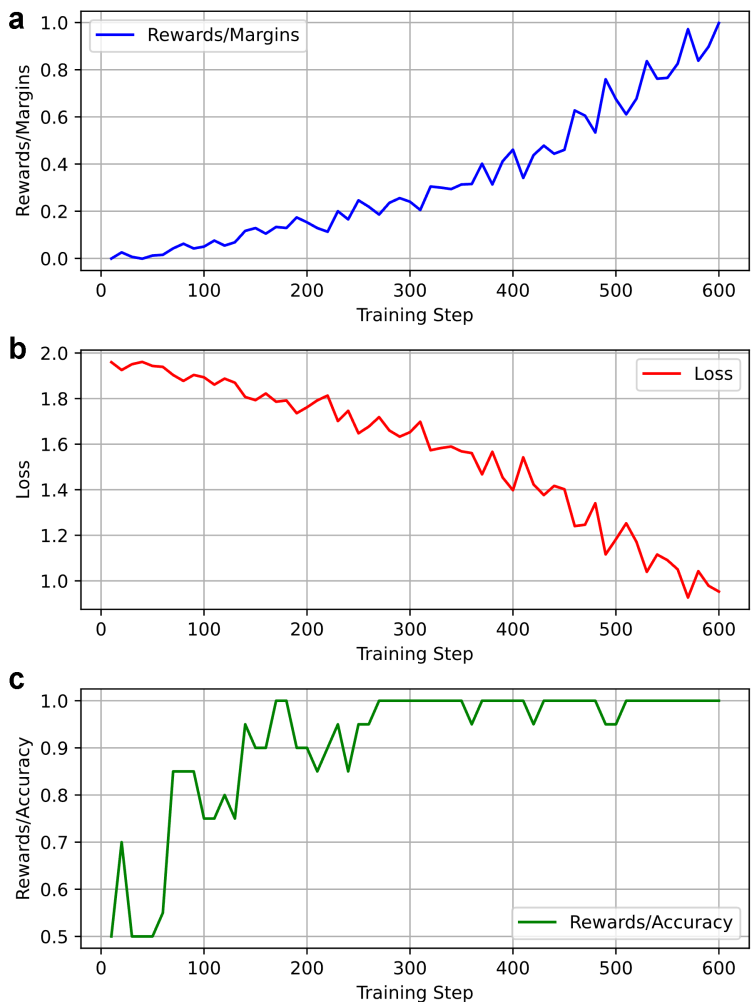 a
Rewards/Margins
1.0
0.8
0.6
0.4
0.2
0.0
Rewards/Margins
0 100 200 300 400 500 600
Training Step
b
Loss
2.0
1.8
1.6
1.4
1.2
1.0
Loss
0 100 200 300 400 500 600
Training Step
c
1.0
0.9
0.8
0.7
0.6
0.5
Rewards/Accuracy
Rewards/Accuracy
0 100 200 300 400 500 600
Training Step